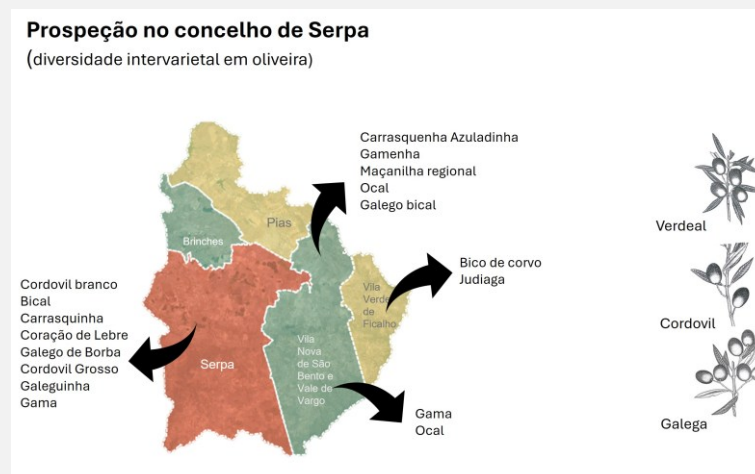 Prospeção no concelho de Serpa
(diversidade intervarietal em oliveira)
Carrasquenha Azuladinha
Gamenha
Maçanilha regional
Ocal
Galego bical
Pias
Brinches
Verdeal
Bico de corvo
Judiaga
Vila
Verde
de
Ficalho
Cordovil branco
Bical
Carrasquinha
Coração de Lebre
Galego de Borba
Cordovil Grosso
Galeguinha
Gama
Serpa
Vila
Nova
de São
Bento e
Vale de
Vargo
Cordovil
Gama
Ocal
Galega